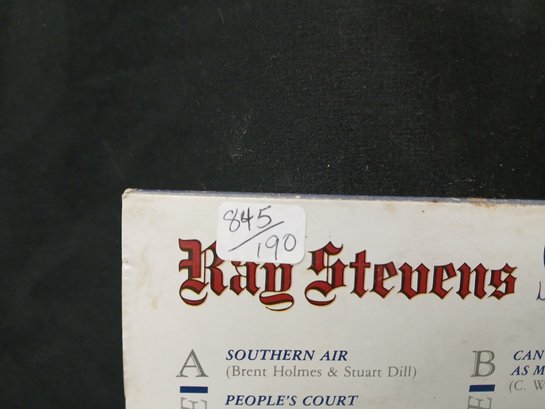 845/190
Ray Stevens
A
SOUTHERN AIR
(Brent Holmes & Stuart Dill)
PEOPLE'S COURT
E
B
CAN
AS M
(C. W
E